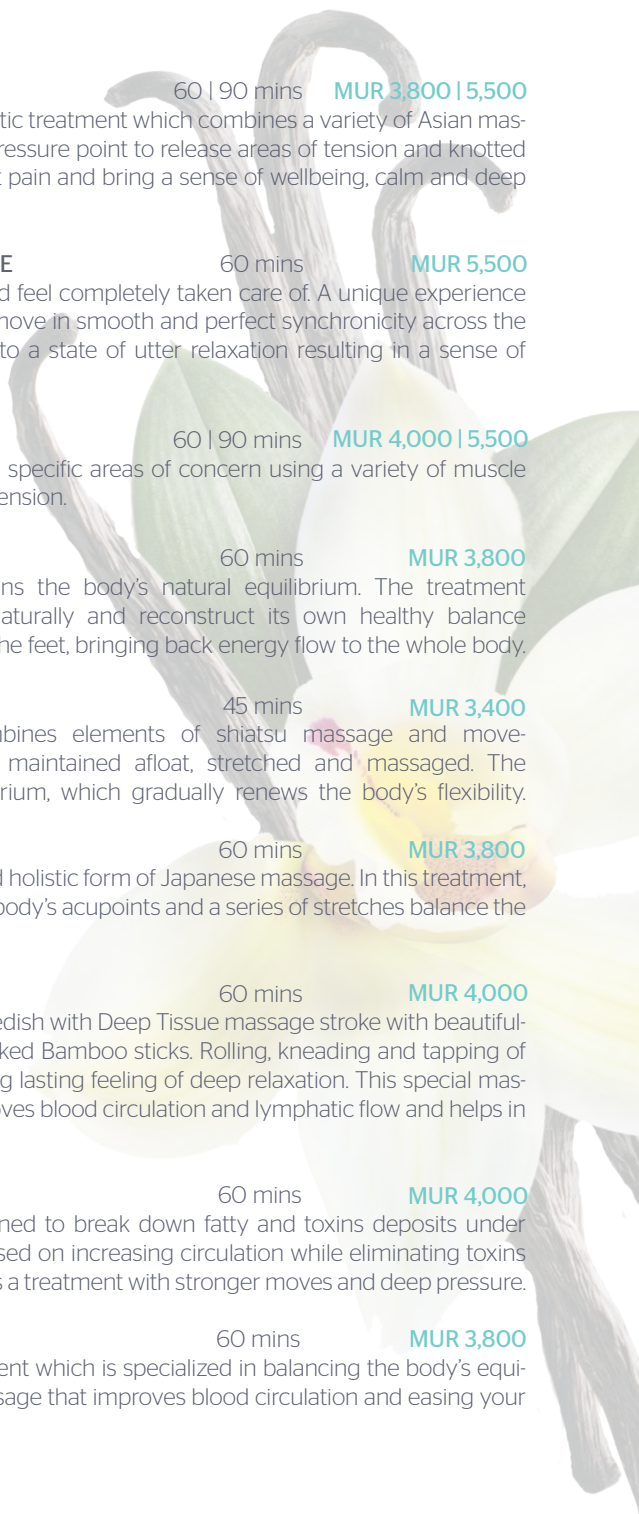 60 | 90 mins MUR 3,800 | 5,500
tic treatment which combines a variety of Asian mas-
ressure point to release areas of tension and knotted
pain and bring a sense of wellbeing, calm and deep
E 60 mins MUR 5,500
d feel completely taken care of. A unique experience
move in smooth and perfect synchronicity across the
to a state of utter relaxation resulting in a sense of
60 | 90 mins MUR 4,000 | 5,500
specific areas of concern using a variety of muscle
ension.
60 mins MUR 3,800
ns the body's natural equilibrium. The treatment
aturally and reconstruct its own healthy balance
he feet, bringing back energy flow to the whole body.
45 mins MUR 3,400
nbines elements of shiatsu massage and move-
maintained afloat, stretched and massaged. The
rium, which gradually renews the body's flexibility.
60 mins MUR 3,800
d holistic form of Japanese massage. In this treatment,
body's acupoints and a series of stretches balance the
60 mins MUR 4,000
edish with Deep Tissue massage stroke with beautiful-
ked Bamboo sticks. Rolling, kneading and tapping of
g lasting feeling of deep relaxation. This special mas-
oves blood circulation and lymphatic flow and helps in
60 mins MUR 4,000
ned to break down fatty and toxins deposits under
sed on increasing circulation while eliminating toxins
s a treatment with stronger moves and deep pressure.
60 mins MUR 3,800
ent which is specialized in balancing the body's equi-
sage that improves blood circulation and easing your